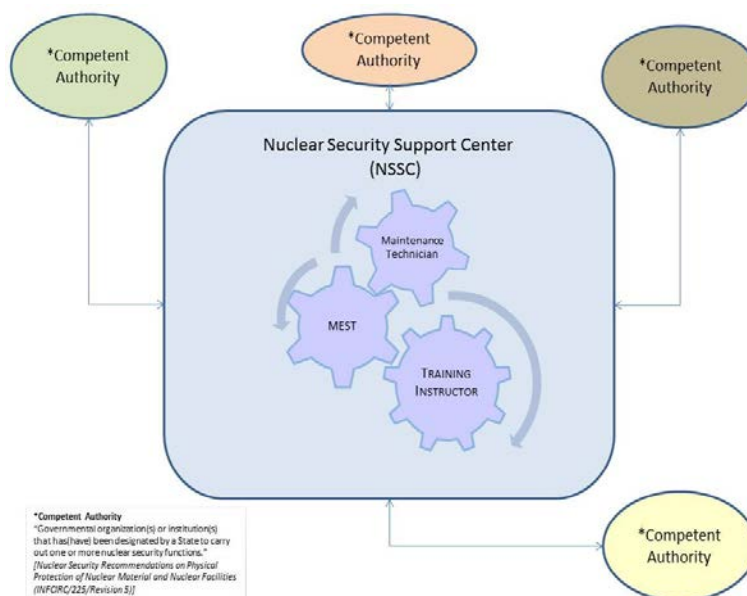 *Competent
Authority
*Competent
Authority
*Competent
Authority
Nuclear Security Support Center
(NSSC)
Maintenance
Technician
MEST
TRAINING
INSTRUCTOR
*Competent Authority
"Governmental organization(s) or institution(s)
that has(have) been designated by a State to carry
out one or more nuclear security functions."
[Nuclear Security Recommendations on Physical
Protection of Nuclear Material and Nuclear Facilities
(INFCIRC/225/Revision 5)]
*Competent
Authority